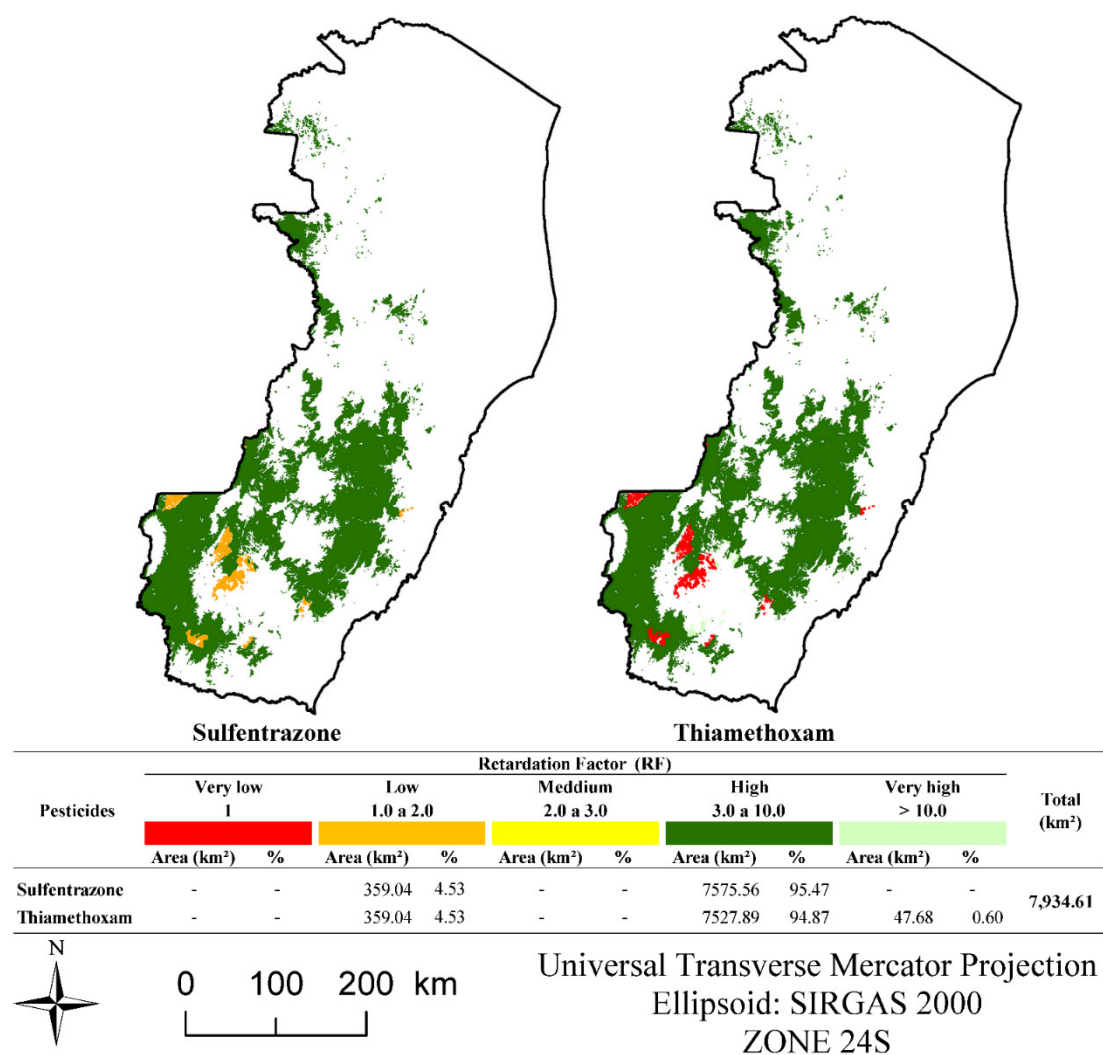 Sulfentrazone Thiamethoxam
Retardation Factor (RF)
Pesticides Very low Low Meddium High Very high Total
1 1.0 a 2.0 2.0 a 3.0 3.0 a 10.0 > 10.0 (km²)
Area (km²) % Area (km²) % Area (km²) % Area (km²) % Area (km²) %
Sulfentrazone - - 359.04 4.53 - - 7575.56 95.47 - - 7,934.61
Thiamethoxam - - 359.04 4.53 - - 7527.89 94.87 47.68 0.60
N
0 100 200 km
Universal Transverse Mercator Projection
Ellipsoid: SIRGAS 2000
ZONE 24S